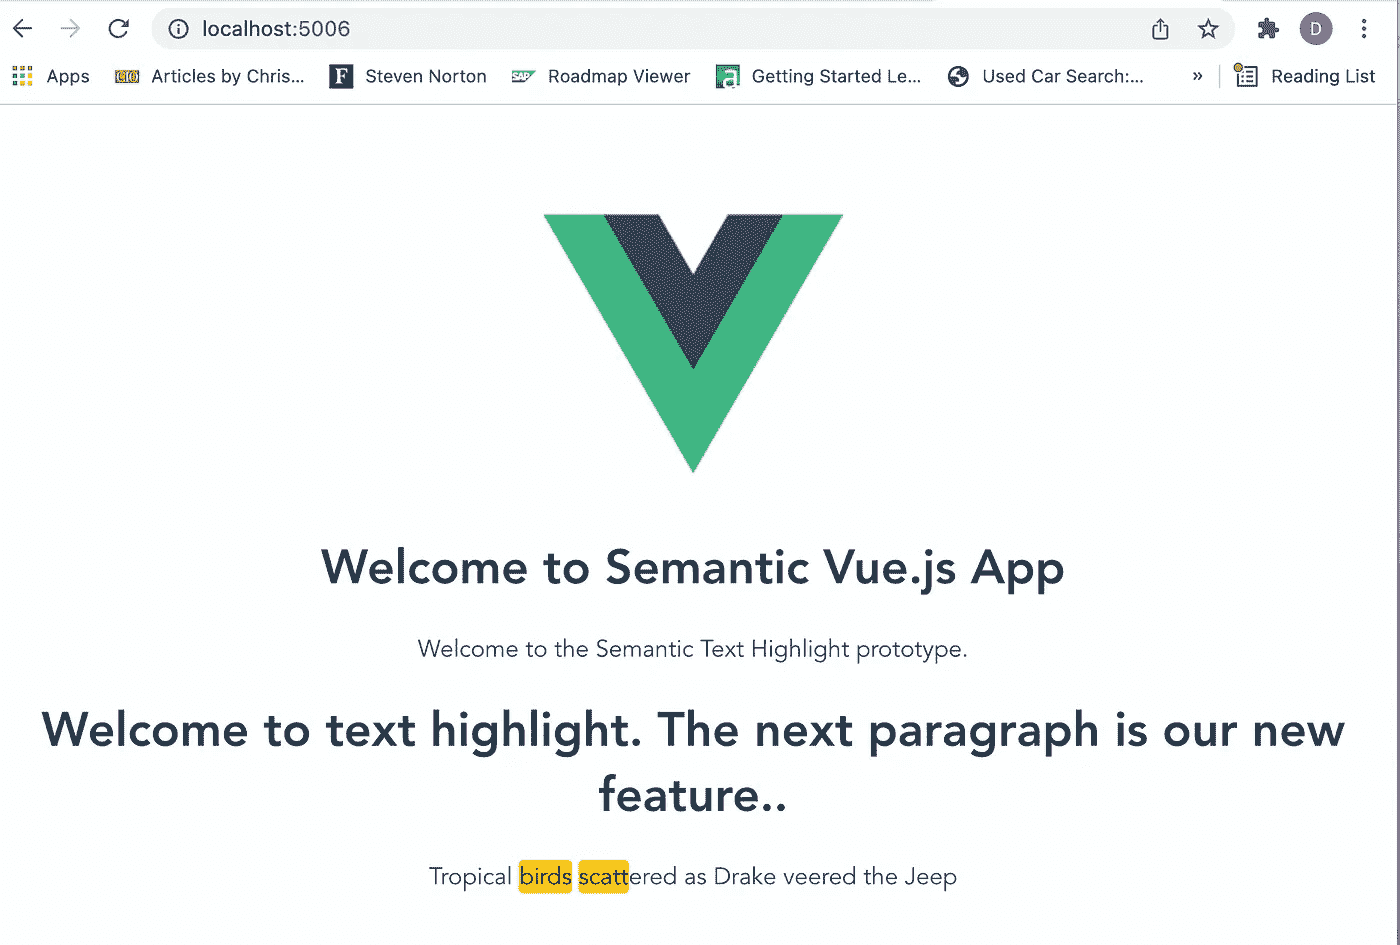 localhost:5006
D
Apps CIO Articles by Chris... F Steven Norton SAP Roadmap Viewer a Getting Started Le... Used Car Search:... » Reading List
Welcome to Semantic Vue.js App
Welcome to the Semantic Text Highlight prototype.
Welcome to text highlight. The next paragraph is our new
feature..
Tropical birds scattered as Drake veered the Jeep